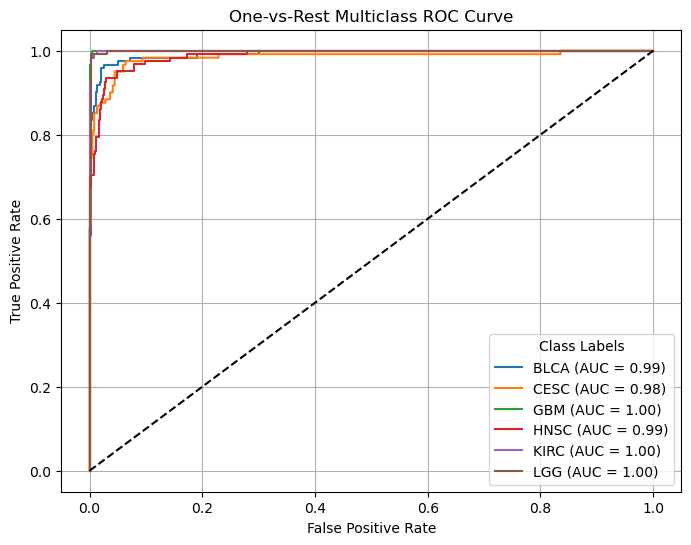 One-vs-Rest Multiclass ROC Curve
True Positive Rate
1.0
0.8
0.6
0.4
0.2
0.0
Class Labels
BLCA (AUC = 0.99)
CESC (AUC = 0.98)
GBM (AUC = 1.00)
HNSC (AUC = 0.99)
KIRC (AUC = 1.00)
LGG (AUC = 1.00)
0.0 0.2 0.4 0.6 0.8 1.0
False Positive Rate